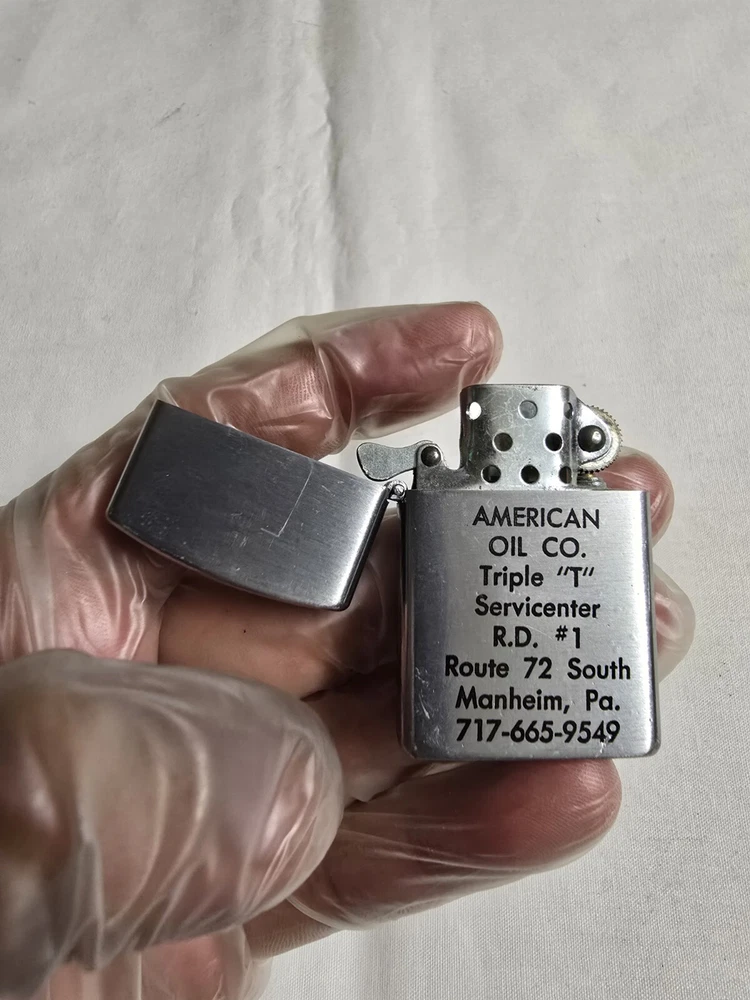 AMERICAN
OIL CO.
Triple "T"
Servicenter
R.D. #1
Route 72 South
Manheim, Pa.
717-665-9549